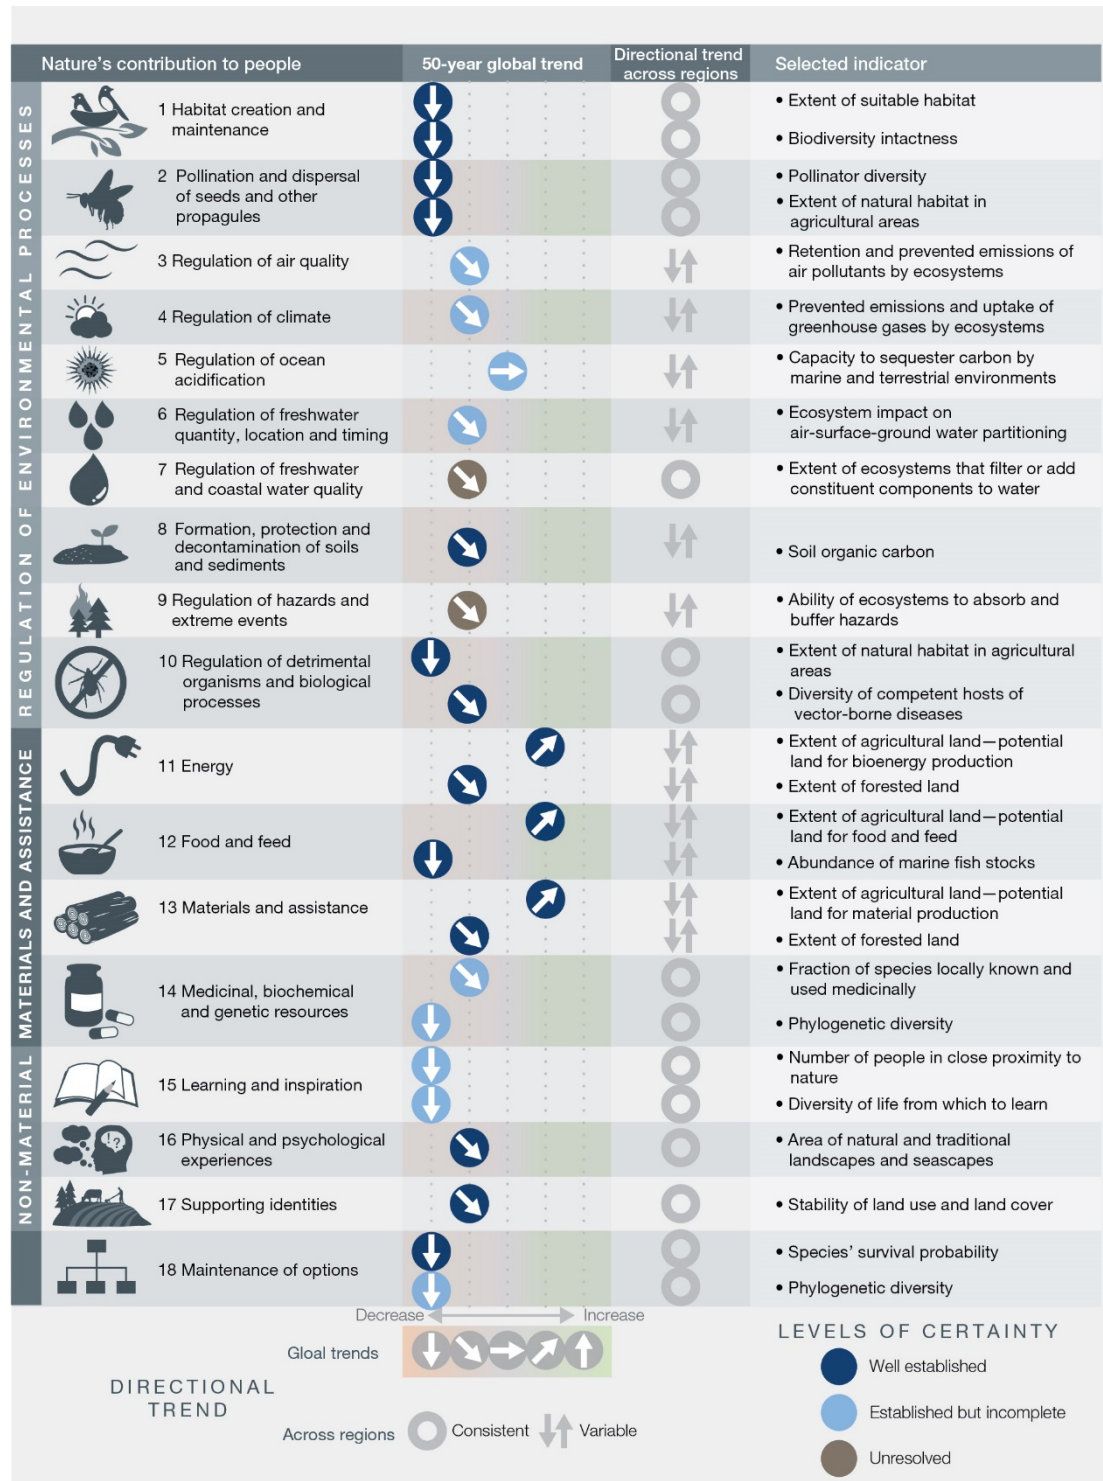 Nature's contribution to people
50-year global trend
Directional trend
across regions
Selected indicator
REGULATION OF ENVIRONMENTAL PROCESSES
1 Habitat creation and
maintenance
• Extent of suitable habitat
• Biodiversity intactness
2 Pollination and dispersal
of seeds and other
propagules
• Pollinator diversity
• Extent of natural habitat in
agricultural areas
3 Regulation of air quality
• Retention and prevented emissions of
air pollutants by ecosystems
4 Regulation of climate
• Prevented emissions and uptake of
greenhouse gases by ecosystems
5 Regulation of ocean
acidification
• Capacity to sequester carbon by
marine and terrestrial environments
6 Regulation of freshwater
quantity, location and timing
• Ecosystem impact on
air-surface-ground water partitioning
7 Regulation of freshwater
and coastal water quality
• Extent of ecosystems that filter or add
constituent components to water
8 Formation, protection and
decontamination of soils
and sediments
• Soil organic carbon
9 Regulation of hazards and
extreme events
• Ability of ecosystems to absorb and
buffer hazards
10 Regulation of detrimental
organisms and biological
processes
• Extent of natural habitat in agricultural
areas
• Diversity of competent hosts of
vector-borne diseases
MATERIALS AND ASSISTANCE
11 Energy
• Extent of agricultural land—potential
land for bioenergy production
• Extent of forested land
12 Food and feed
• Extent of agricultural land—potential
land for food and feed
• Abundance of marine fish stocks
13 Materials and assistance
• Extent of agricultural land—potential
land for material production
• Extent of forested land
14 Medicinal, biochemical
and genetic resources
• Fraction of species locally known and
used medicinally
• Phylogenetic diversity
NON-MATERIAL
15 Learning and inspiration
• Number of people in close proximity to
nature
• Diversity of life from which to learn
16 Physical and psychological
experiences
!?
• Area of natural and traditional
landscapes and seascapes
17 Supporting identities
• Stability of land use and land cover
18 Maintenance of options
• Species' survival probability
• Phylogenetic diversity
Decrease
Increase
Gloal trends
DIRECTIONAL
TREND
Across regions
Consistent
Variable
LEVELS OF CERTAINTY
Well established
Established but incomplete
Unresolved